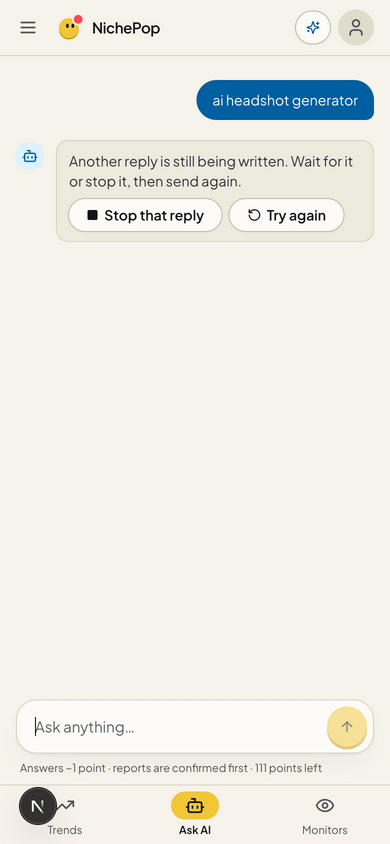 NichePop
ai headshot generator
Another reply is still being written. Wait for it
or stop it, then send again.
Stop that reply
Try again
Ask anything...
Answers ~1 point · reports are confirmed first · 111 points left
N
Trends
Ask AI
Monitors